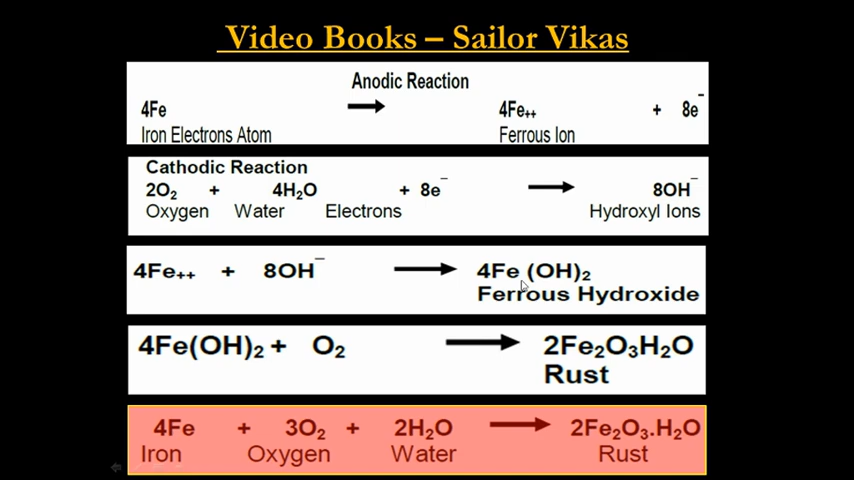 Video Books – Sailor Vikas
Anodic Reaction
4Fe → 4Fe₊₊ + 8e⁻
Iron Electrons Atom Ferrous Ion
Cathodic Reaction
2O₂ + 4H₂O + 8e⁻ → 8OH⁻
Oxygen Water Electrons Hydroxyl Ions
4Fe₊₊ + 8OH⁻ → 4Fe (OH)₂
Ferrous Hydroxide
4Fe(OH)₂ + O₂ → 2Fe₂O₃H₂O
Rust
4Fe + 3O₂ + 2H₂O → 2Fe₂O₃.H₂O
Iron Oxygen Water Rust